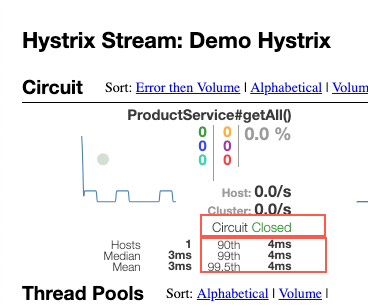 Hystrix Stream: Demo Hystrix
Circuit Sort: Error then Volume | Alphabetical | Volum
ProductService#getAll()
0 0 0.0 %
0 0
0 0
Host: 0.0/s
Cluster: 0.0/s
Circuit Closed
Hosts 1 90th 4ms
Median 3ms 99th 4ms
Mean 3ms 99.5th 4ms
Thread Pools Sort: Alphabetical | Volume |